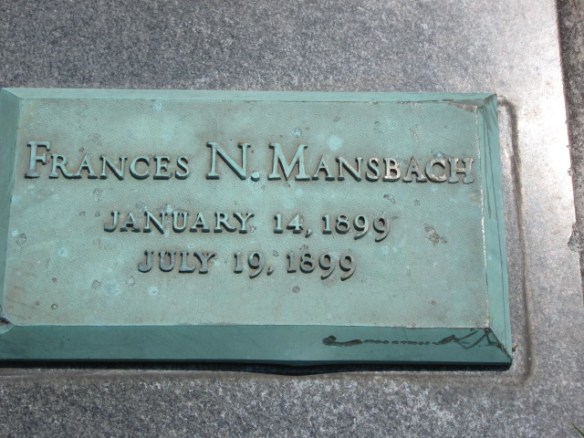 FRANCES N. MANSBACH
JANUARY 14, 1899
JULY 19, 1899